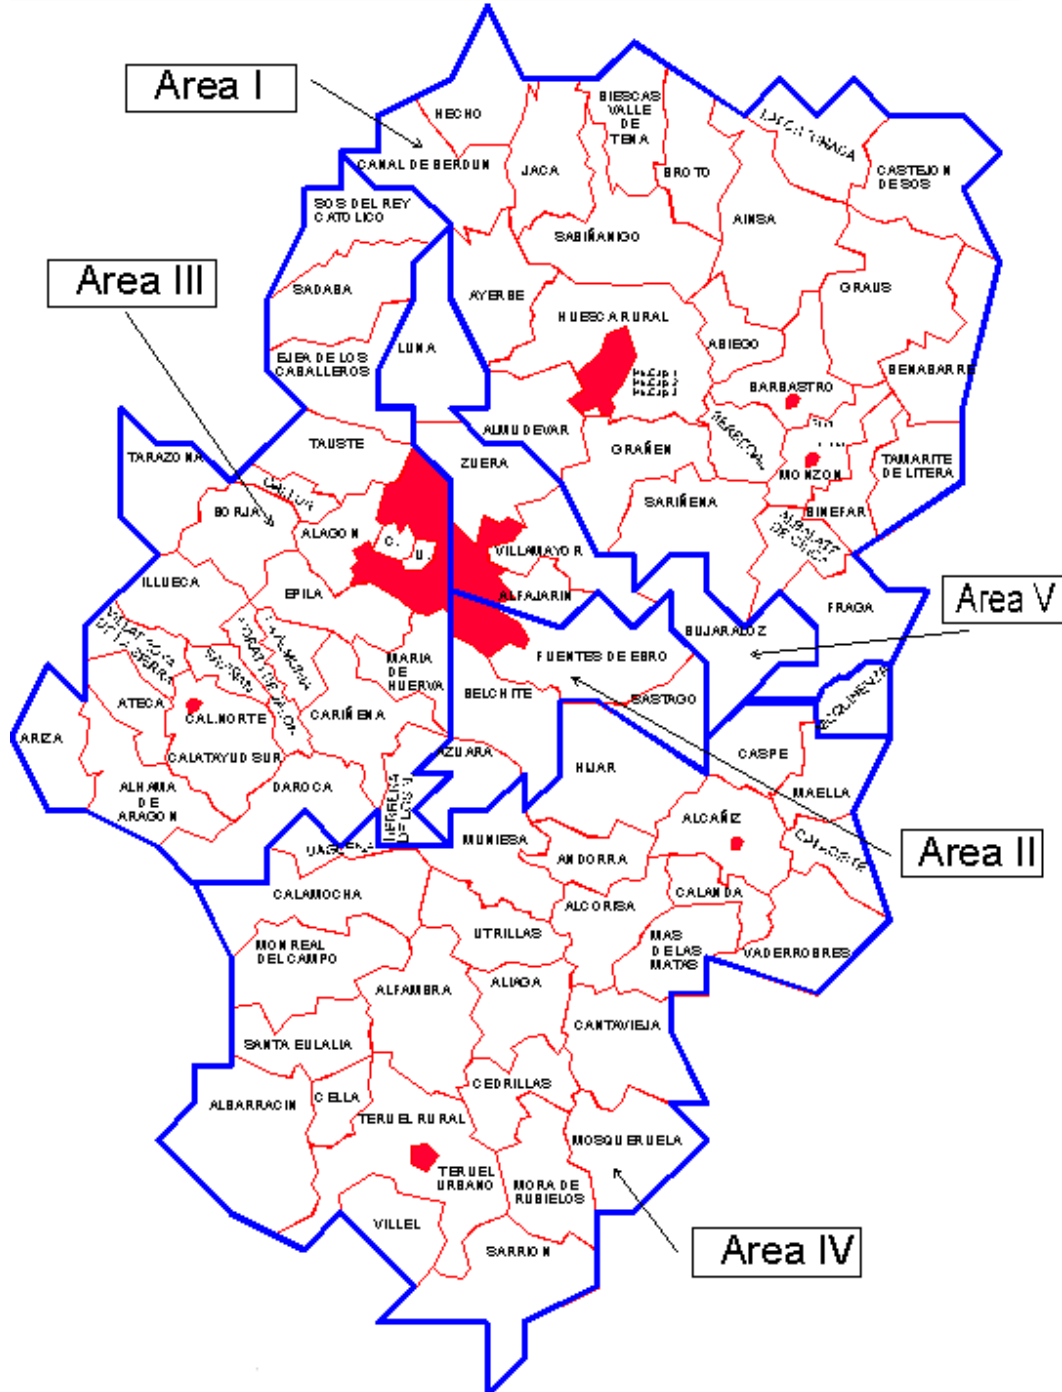 Area I
HECHO
BIESCAS
VALLE
DE
TENA
CANAL DE BERDUN
JACA
BROTO
CASTEJON
DE SOS
SOS DEL REY
CATOLICO
AINSA
SABIÑANIGO
Area III
SADABA
AYERBE
GRAUS
HUESCA RURAL
LUNA
ABIEGO
EJEA DE LOS
CABALLEROS
BENABARRE
BARBASTRO
ALMUDEVAR
TAUSTE
GRAÑEN
TARAZONA
ZUERA
TAMARITE
DE LITERA
MONZON
SARIÑENA
BINEFAR
BORJA
ALAGON
C.
U.
VILLAMAYOR
ALBALATE
DE CINCA
ILLUECA
EPILA
ALFAJARIN
FRAGA
Area V
BUJARALOZ
MARIA
DE
HUERVA
FUENTES DE EBRO
BELCHITE
SASTAGO
ATECA
CAL.NORTE
CARIÑENA
ARIZA
CALATAYUD SUR
AZUARA
HIJAR
CASPE
ALHAMA
DE
ARAGON
DAROCA
MAELLA
ALCAÑIZ
MUNIESA
ANDORRA
Area II
CALAMOCHA
CALANDA
ALCORISA
UTRILLAS
MAS
DE LAS
MATAS
MONREAL
DEL CAMPO
VADERROBRES
ALFAMBRA
ALIAGA
CANTAVIEJA
SANTA EULALIA
CEDRILLAS
ALBARRACIN
CELLA
TERUEL RURAL
MOSQUERUELA
TERUEL
URBANO
MORA DE
RUBIELOS
VILLEL
SARRION
Area IV